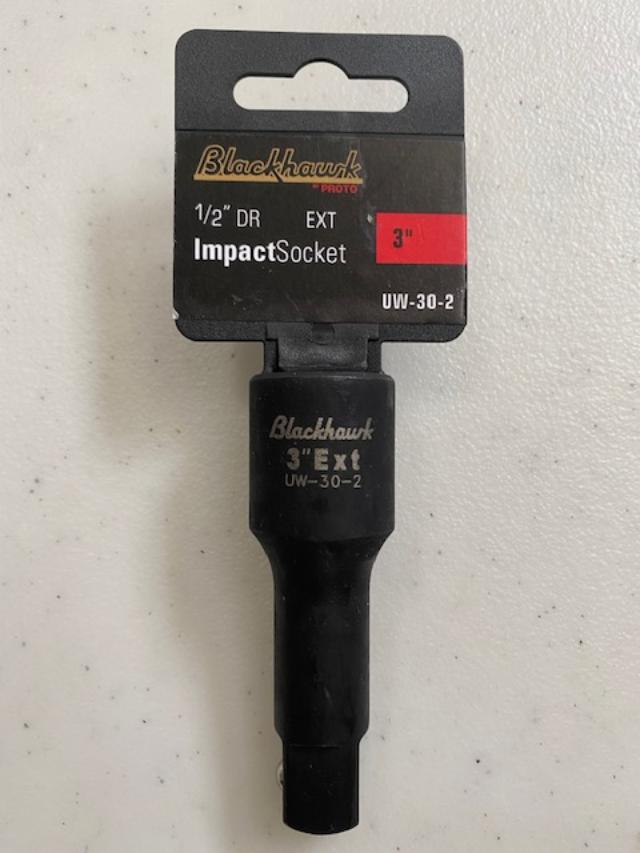 Blackhawk
BY PROTO
1/2" DR EXT
3"
ImpactSocket
UW-30-2
Blackhawk
3"Ext
UW-30-2